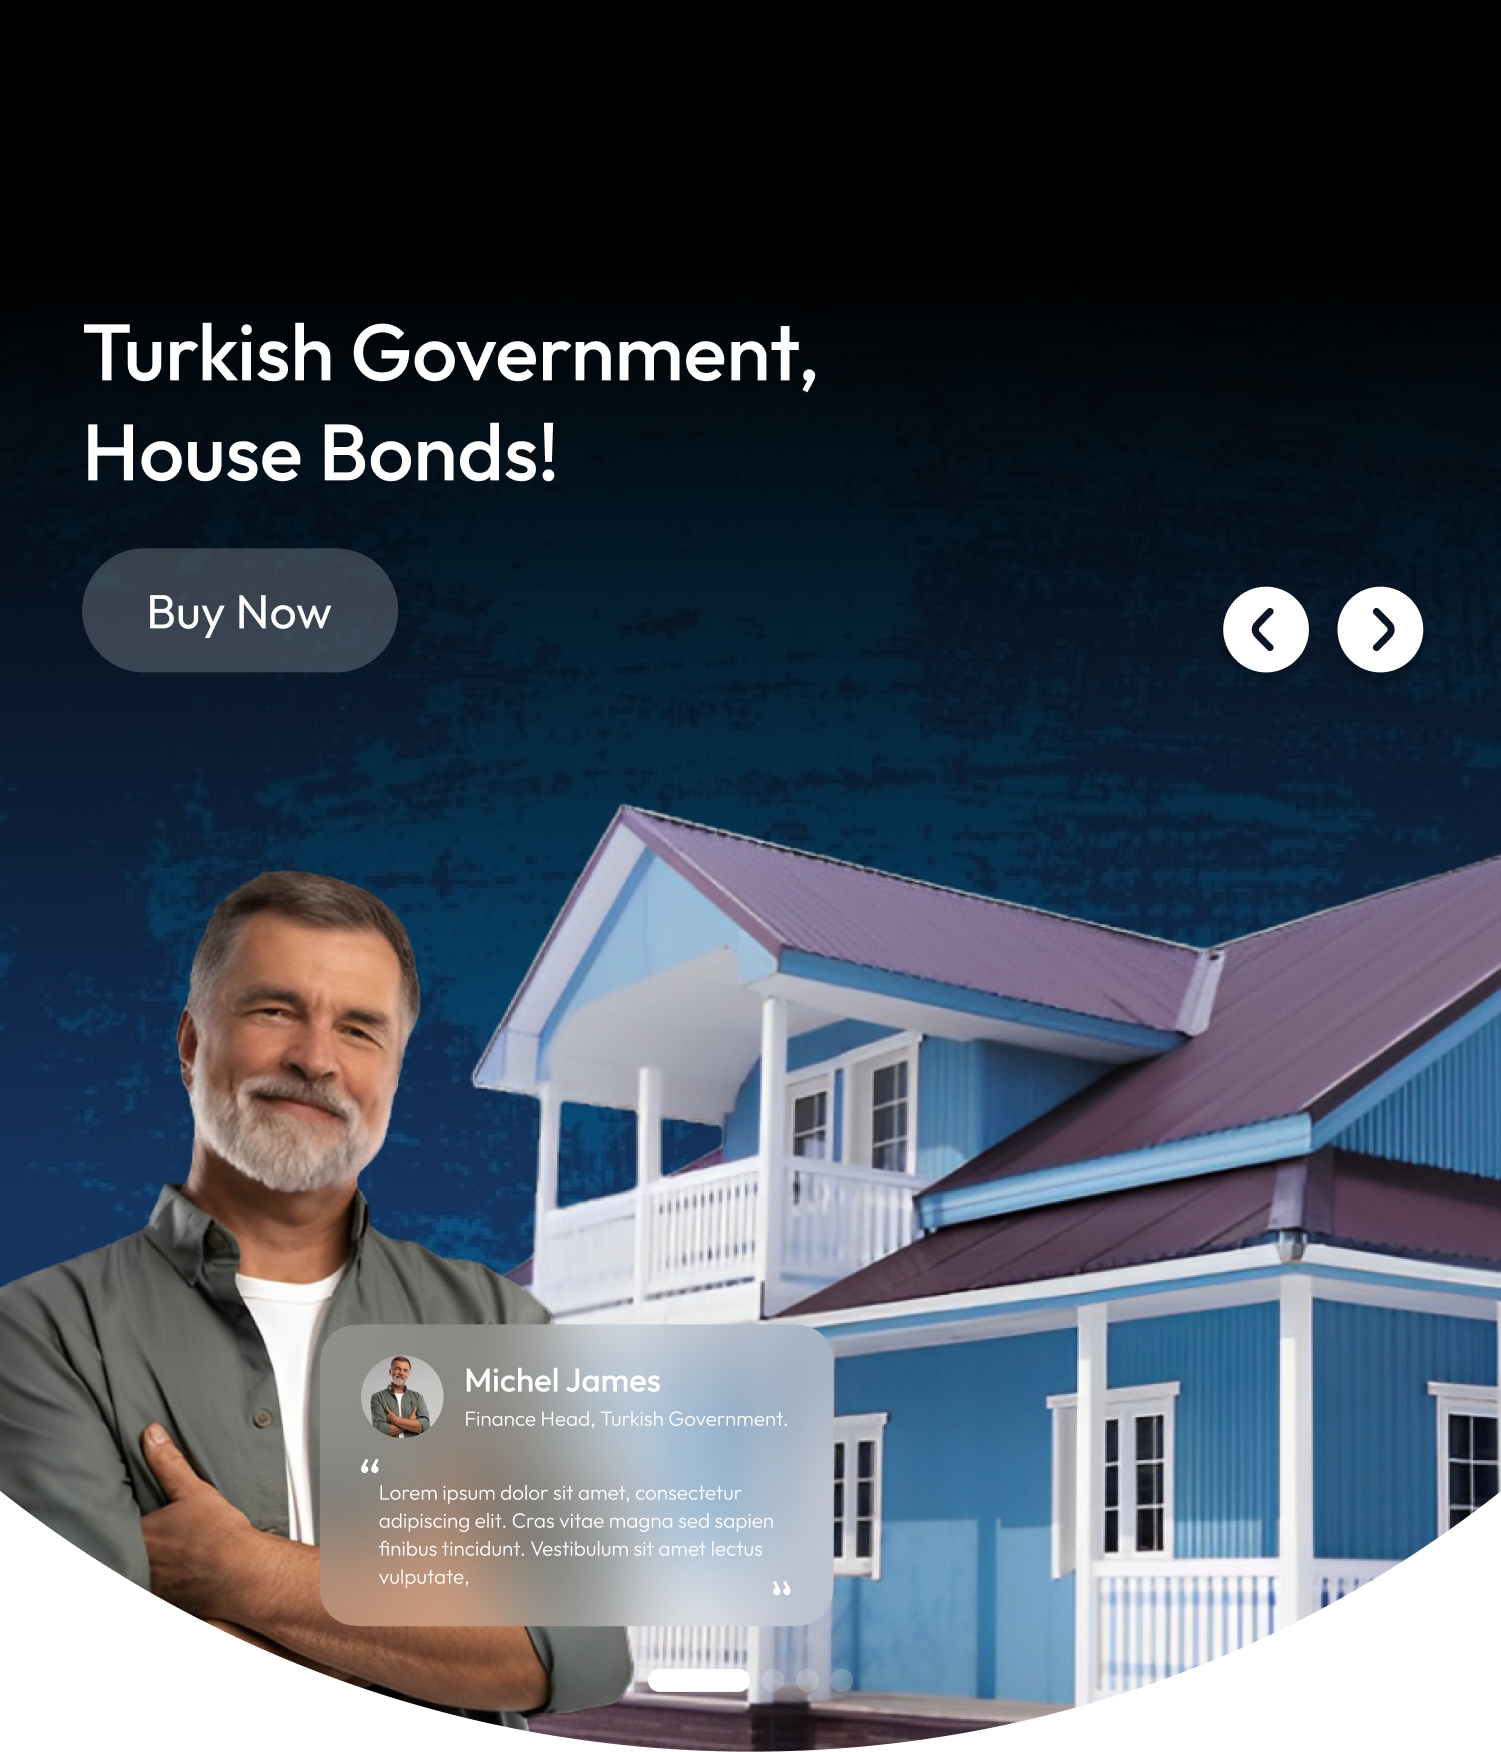 Turkish Government,
House Bonds!
Buy Now
Michel James
Finance Head, Turkish Government.
“
Lorem ipsum dolor sit amet, consectetur
adipiscing elit. Cras vitae magna sed sapien
finibus tincidunt. Vestibulum sit amet lectus
vulputate,
”